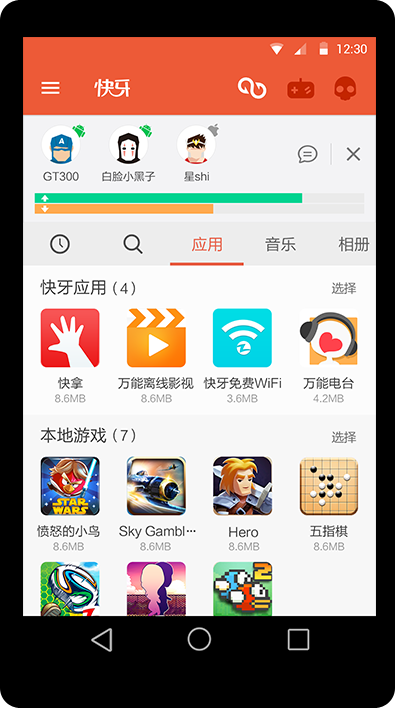 12:30
快牙
A
GT300
白脸小黑子
星shi
应用
音乐
相册
快牙应用 ( 4 )
选择
快拿
万能离线影视
快牙免费WiFi
万能电台
8.6MB
8.6MB
3.6MB
4.2MB
本地游戏 ( 7 )
选择
STAR
WARS
愤怒的小鸟
Sky Gambl···
Hero
五指棋
8.6MB
8.6MB
8.6MB
8.6MB
2